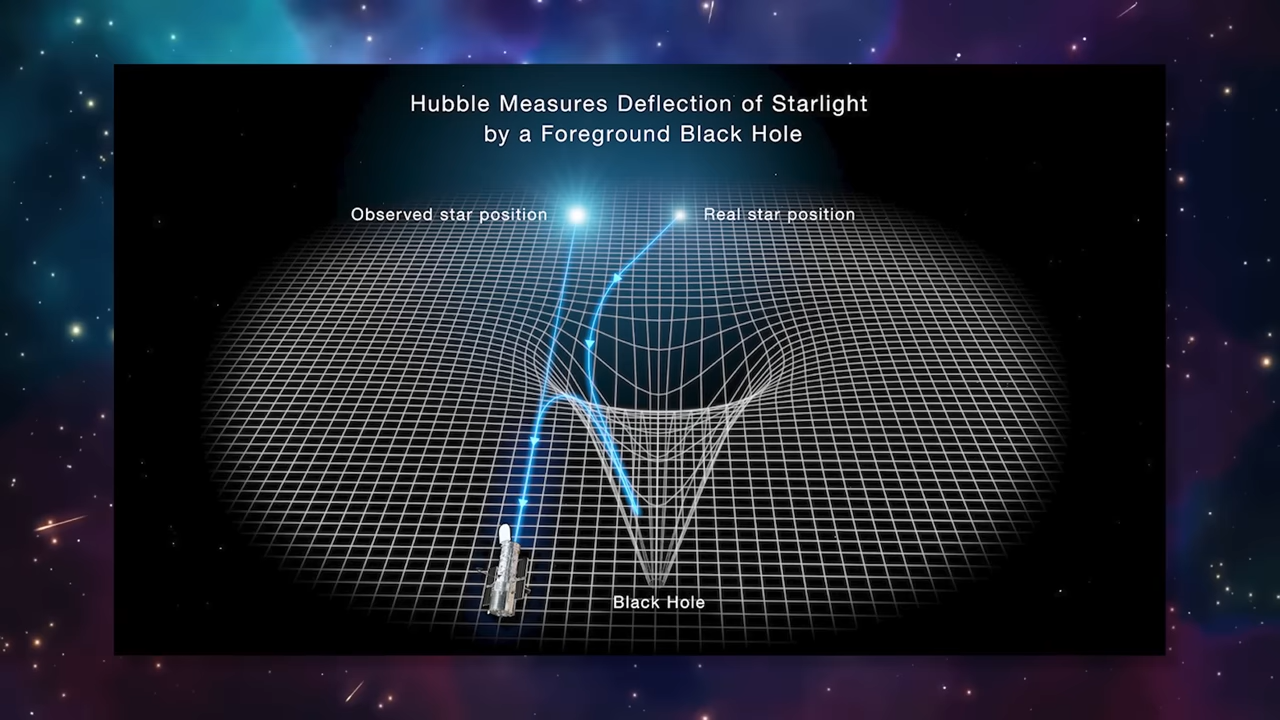 Hubble Measures Deflection of Starlight
by a Foreground Black Hole
Observed star position
Real star position
Black Hole